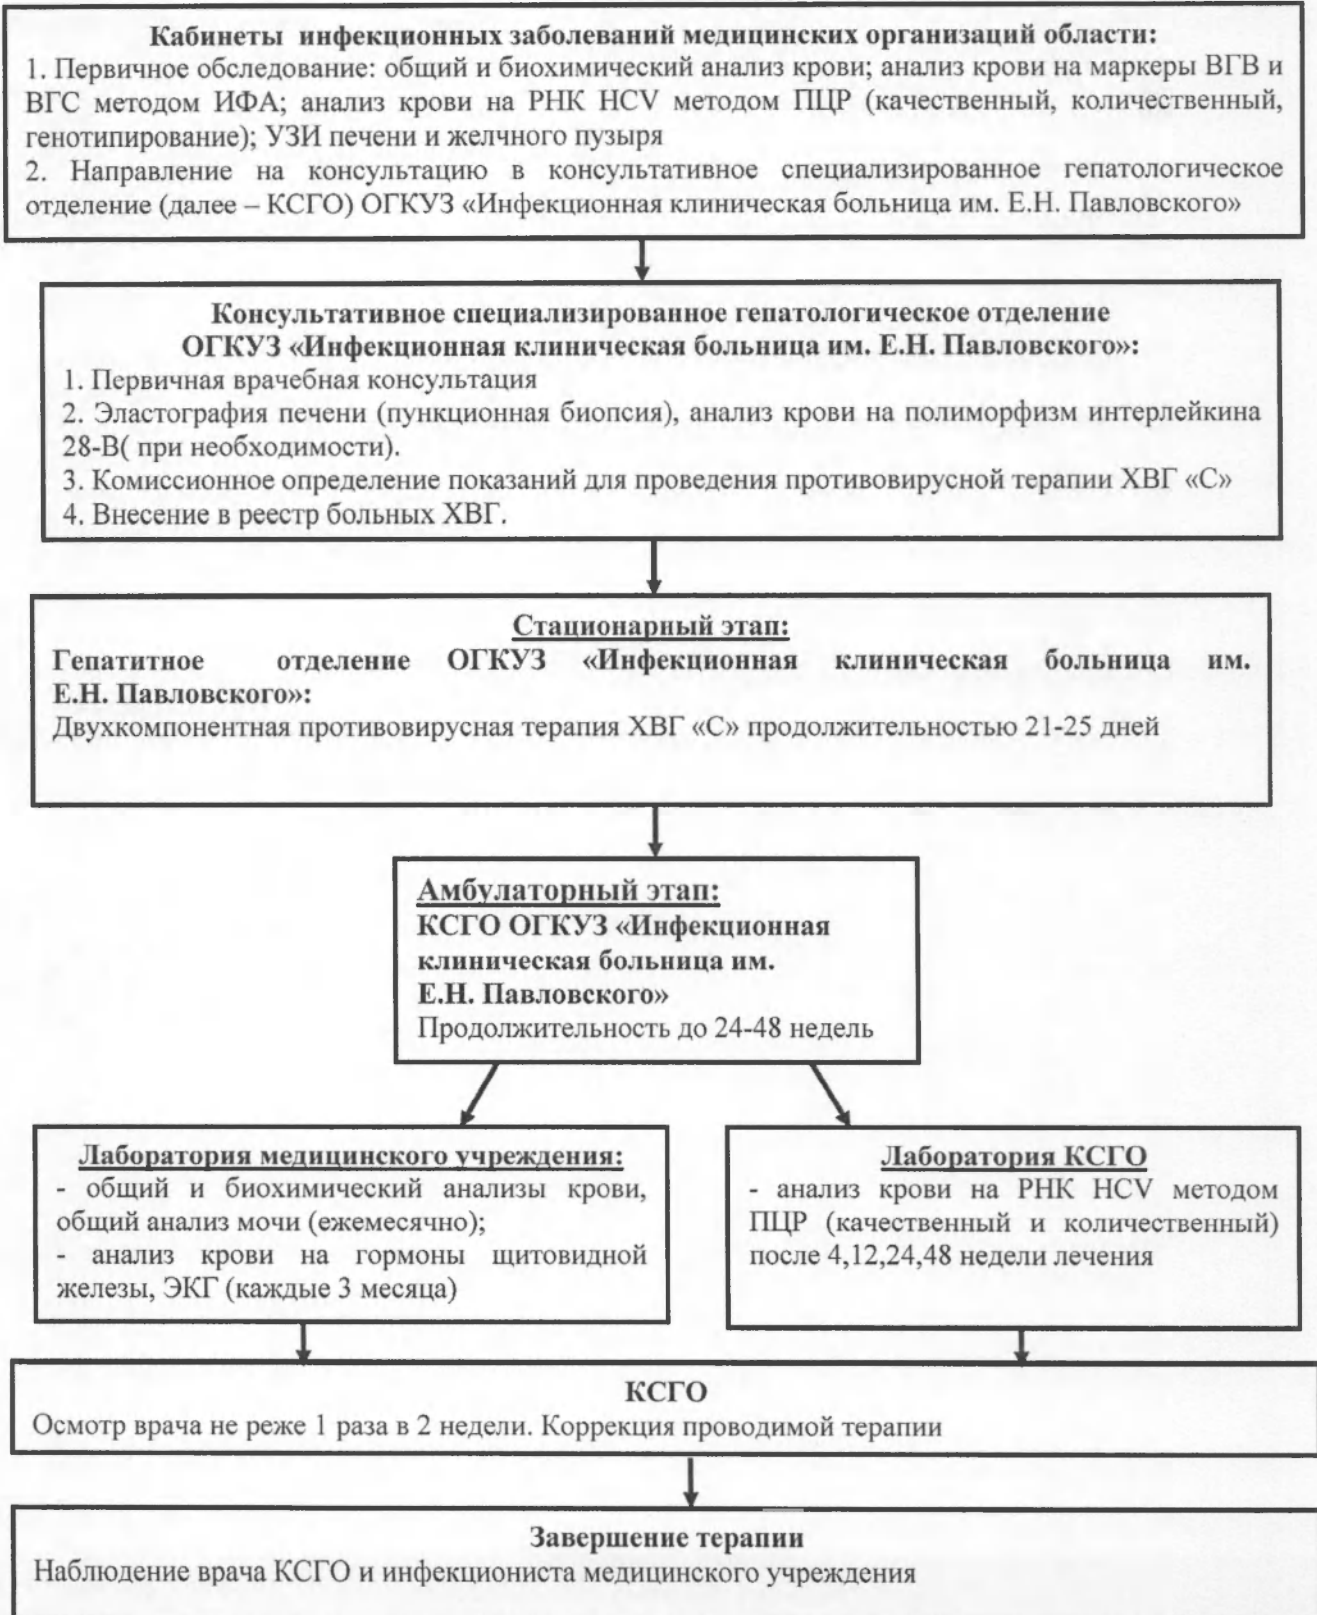 Кабинеты инфекционных заболеваний медицинских организаций области:
1. Первичное обследование: общий и биохимический анализ крови; анализ крови на маркеры ВГВ и
ВГС методом ИФА; анализ крови на РНК HCV методом ПЦР (качественный, количественный,
генотипирование); УЗИ печени и желчного пузыря
2. Направление на консультацию в консультативное специализированное гепатологическое
отделение (далее – КСГО) ОГКУЗ «Инфекционная клиническая больница им. Е.Н. Павловского»
Консультативное специализированное гепатологическое отделение
ОГКУЗ «Инфекционная клиническая больница им. Е.Н. Павловского»:
1. Первичная врачебная консультация
2. Эластография печени (пункционная биопсия), анализ крови на полиморфизм интерлейкина
28-В( при необходимости).
3. Комиссионное определение показаний для проведения противовирусной терапии ХВГ «С»
4. Внесение в реестр больных ХВГ.
Стационарный этап:
Гепатитное отделение ОГКУЗ «Инфекционная клиническая больница им.
Е.Н. Павловского»:
Двухкомпонентная противовирусная терапия ХВГ «С» продолжительностью 21-25 дней
Амбулаторный этап:
КСГО ОГКУЗ «Инфекционная
клиническая больница им.
Е.Н. Павловского»
Продолжительность до 24-48 недель
Лаборатория медицинского учреждения:
- общий и биохимический анализы крови,
общий анализ мочи (ежемесячно);
- анализ крови на гормоны щитовидной
железы, ЭКГ (каждые 3 месяца)
Лаборатория КСГО
- анализ крови на РНК HCV методом
ПЦР (качественный и количественный)
после 4,12,24,48 недели лечения
КСГО
Осмотр врача не реже 1 раза в 2 недели. Коррекция проводимой терапии
Завершение терапии
Наблюдение врача КСГО и инфекциониста медицинского учреждения